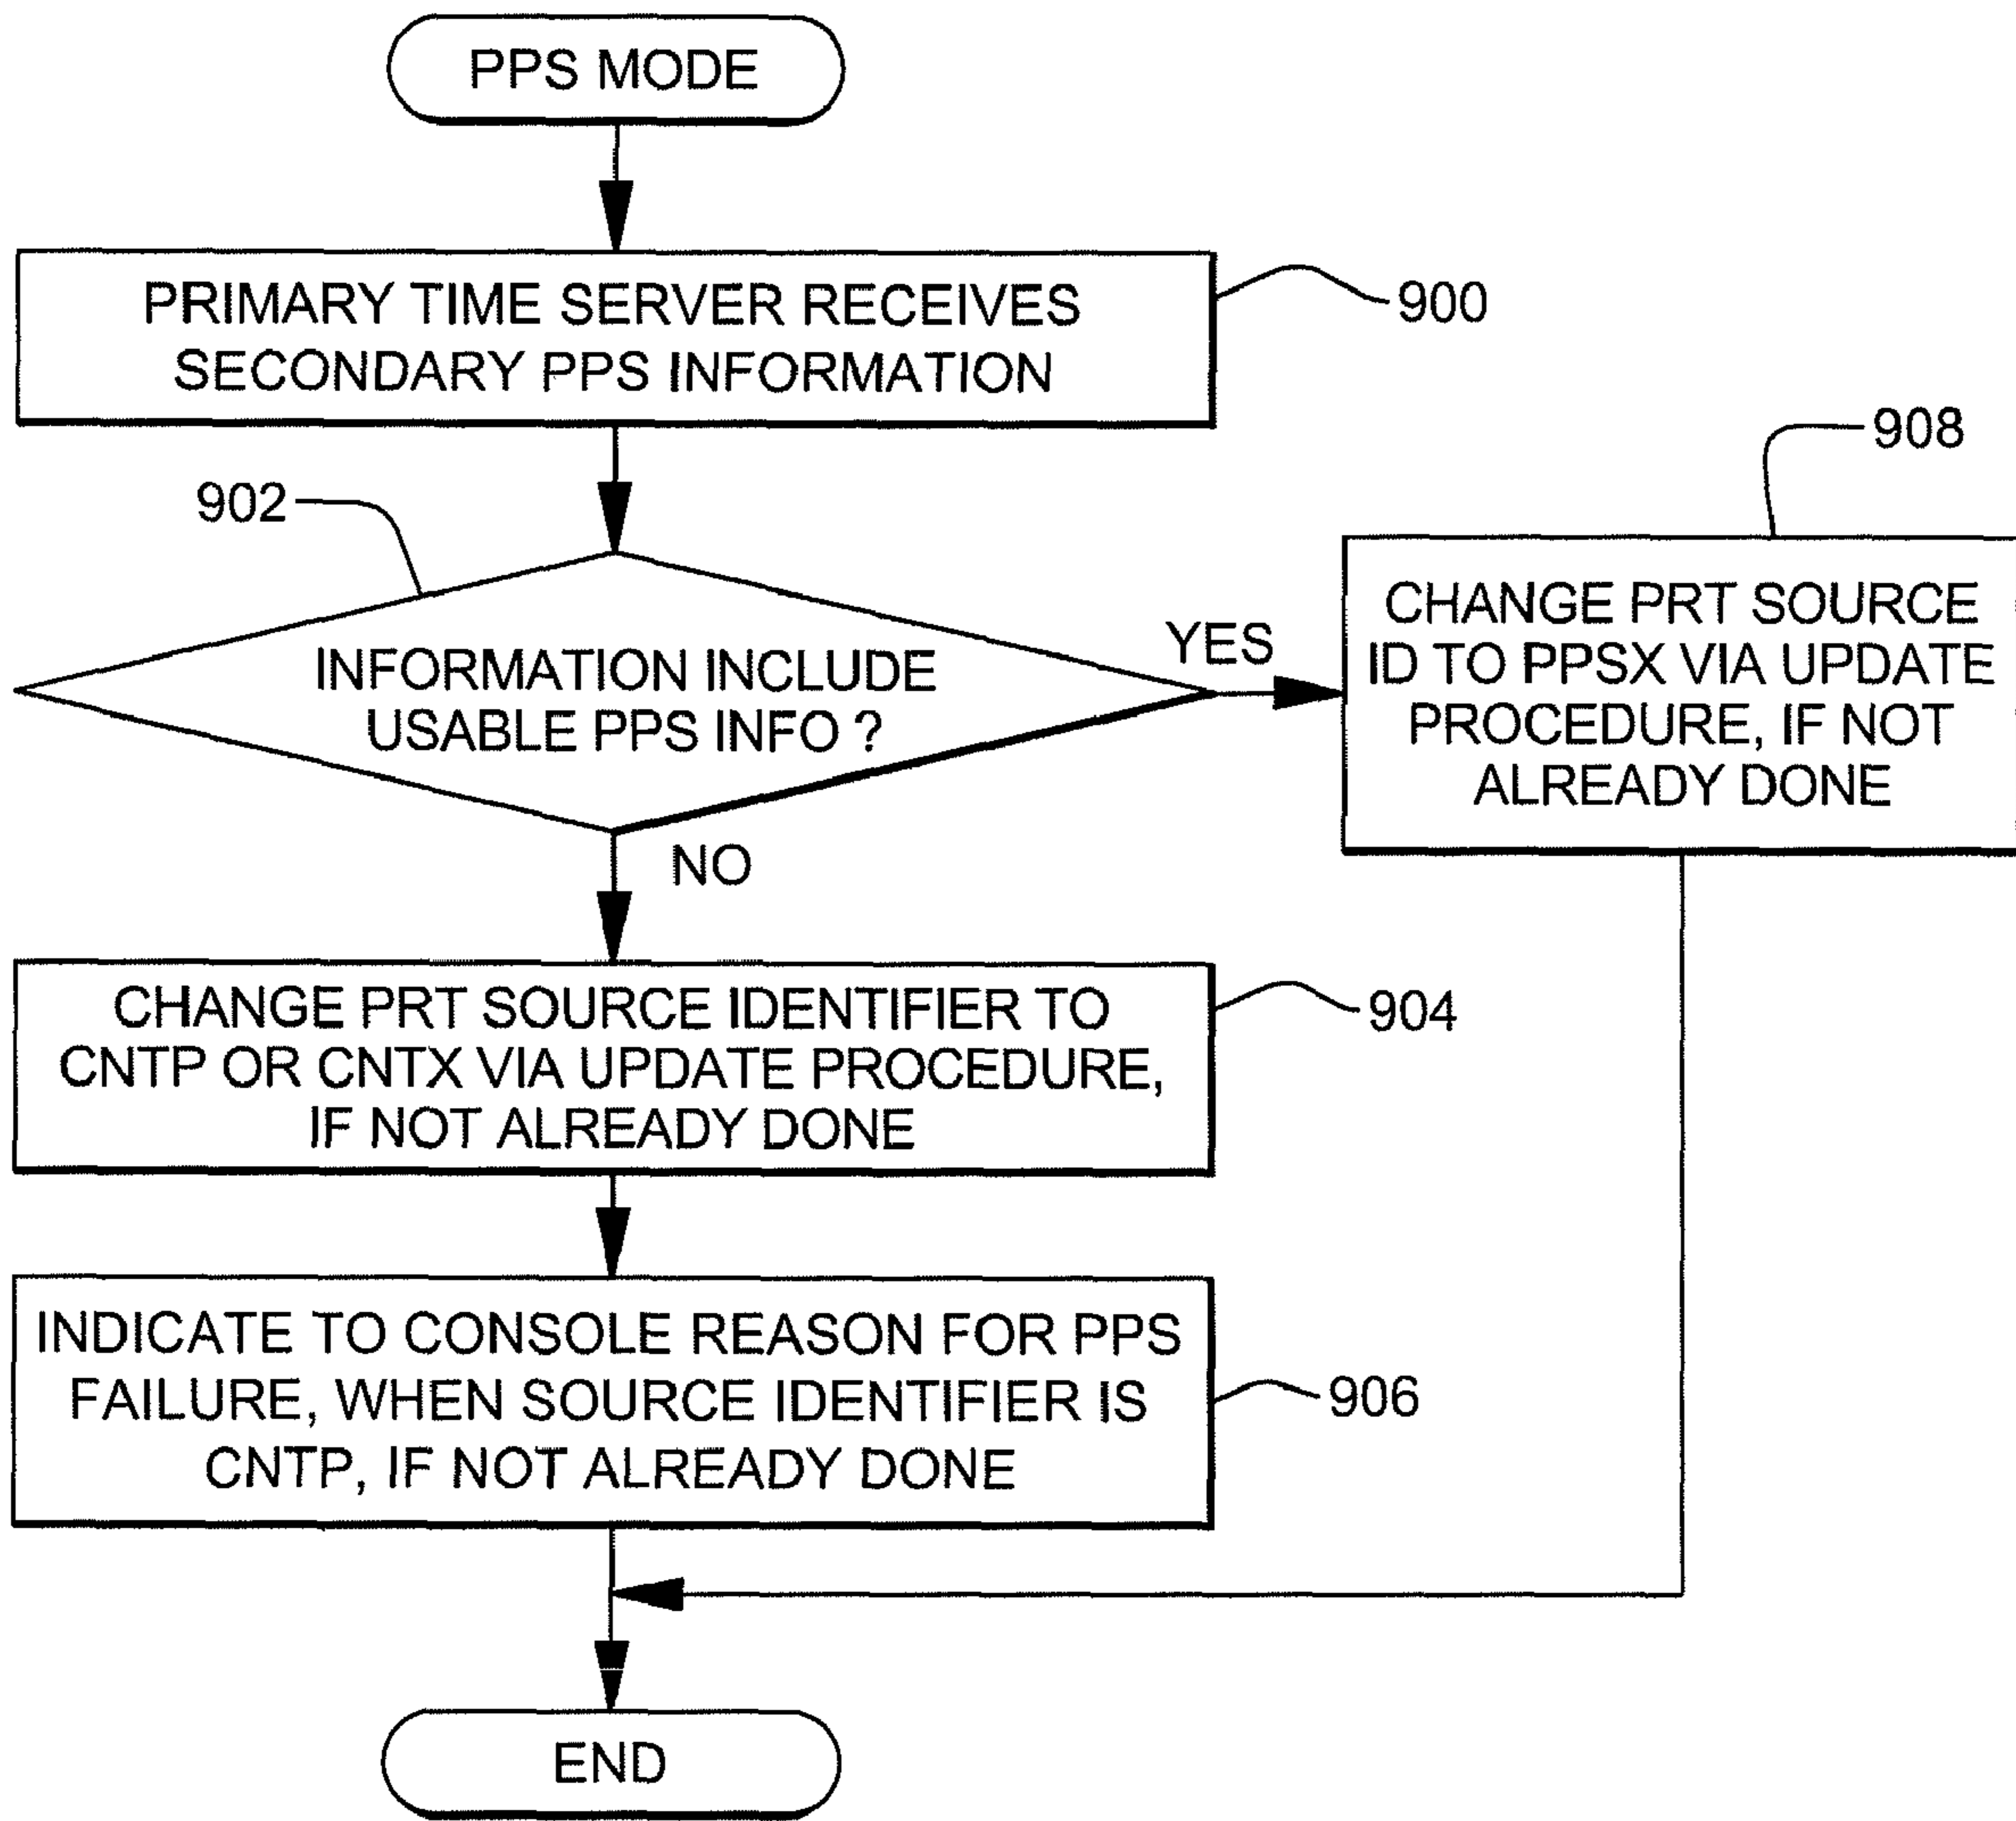 PPS MODE
PRIMARY TIME SERVER RECEIVES
SECONDARY PPS INFORMATION
900
902
INFORMATION INCLUDE
USABLE PPS INFO ?
YES
NO
908
CHANGE PRT SOURCE
ID TO PPSX VIA UPDATE
PROCEDURE, IF NOT
ALREADY DONE
CHANGE PRT SOURCE IDENTIFIER TO
CNTP OR CNTX VIA UPDATE PROCEDURE,
IF NOT ALREADY DONE
904
INDICATE TO CONSOLE REASON FOR PPS
FAILURE, WHEN SOURCE IDENTIFIER IS
CNTP, IF NOT ALREADY DONE
906
END